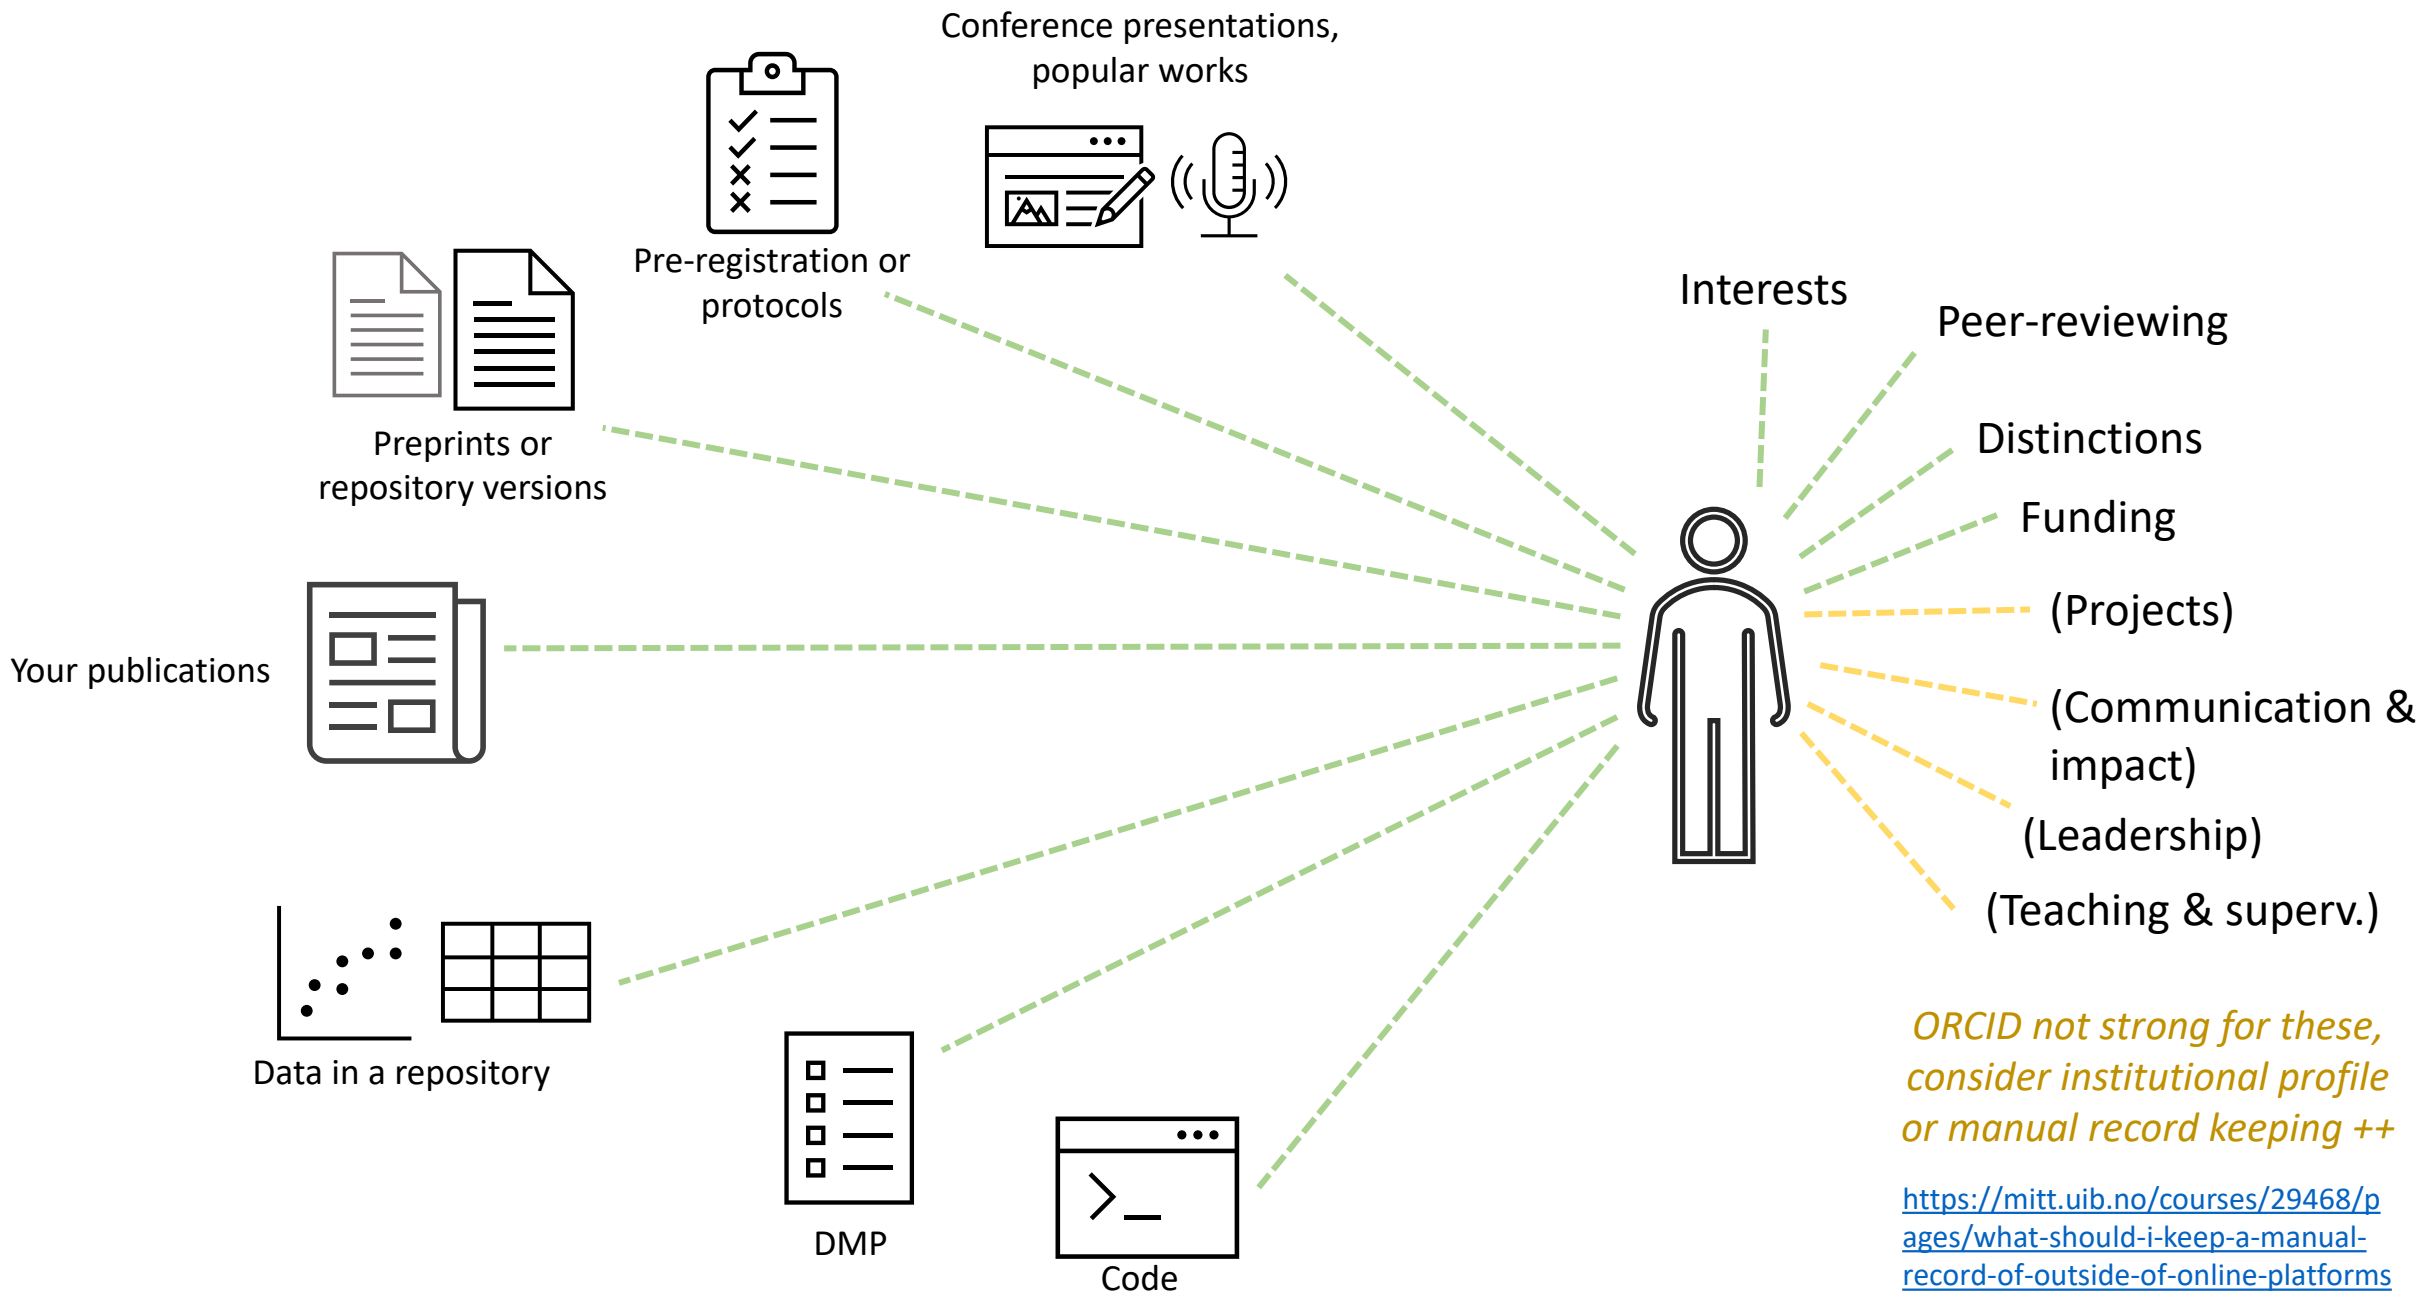 Conference presentations,
popular works
Pre-registration or
protocols
Preprints or
repository versions
Your publications
Data in a repository
DMP
Code
Interests
Peer-reviewing
Distinctions
Funding
(Projects)
(Communication &
impact)
(Leadership)
(Teaching & superv.)
ORCID not strong for these,
consider institutional profile
or manual record keeping ++
https://mitt.uib.no/courses/29468/p
ages/what-should-i-keep-a-manual-
record-of-outside-of-online-platforms